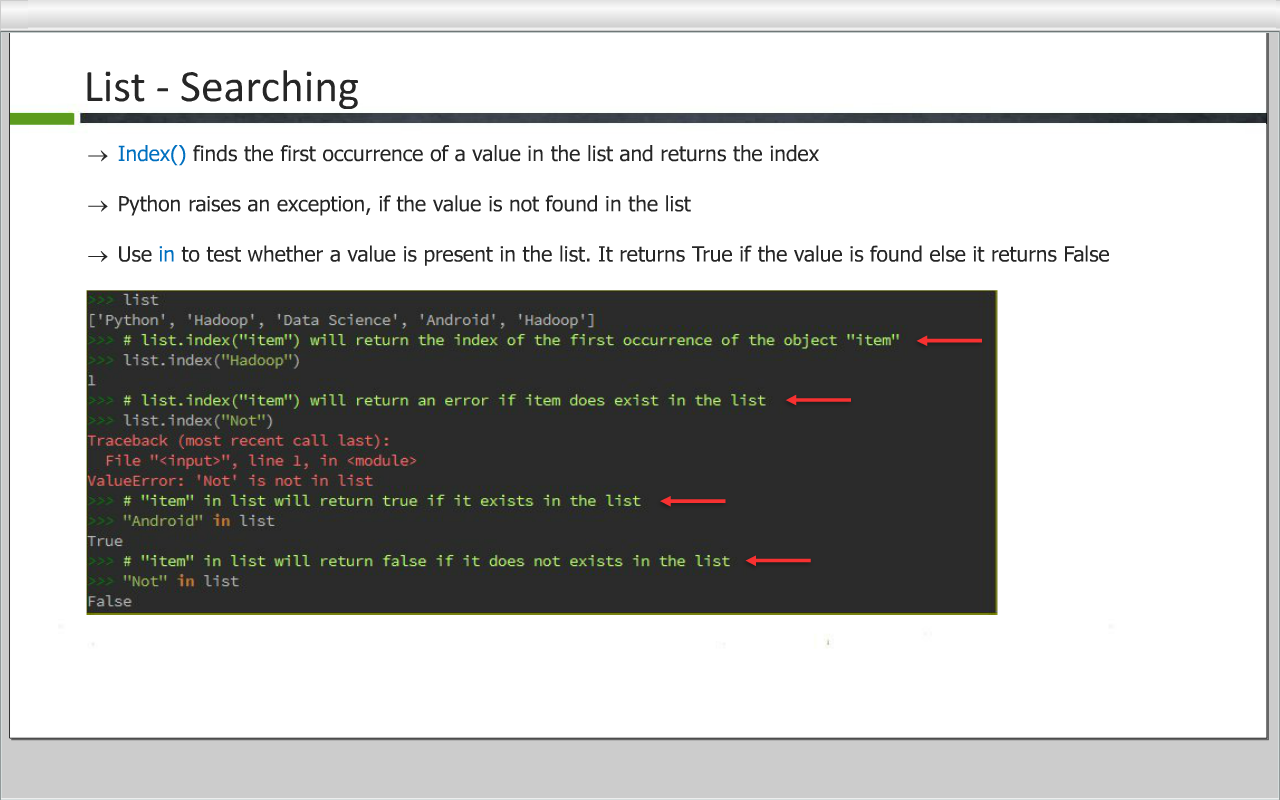 List - Searching
→ Index() finds the first occurrence of a value in the list and returns the index
→ Python raises an exception, if the value is not found in the list
→ Use in to test whether a value is present in the list. It returns True if the value is found else it returns False
>>> list
['Python', 'Hadoop', 'Data Science', 'Android', 'Hadoop']
>>> # list.index("item") will return the index of the first occurrence of the object "item"
>>> list.index("Hadoop")
1
>>> # list.index("item") will return an error if item does exist in the list
>>> list.index("Not")
Traceback (most recent call last):
  File "<input>", line 1, in <module>
ValueError: 'Not' is not in list
>>> # "item" in list will return true if it exists in the list
>>> "Android" in list
True
>>> # "item" in list will return false if it does not exists in the list
>>> "Not" in list
False